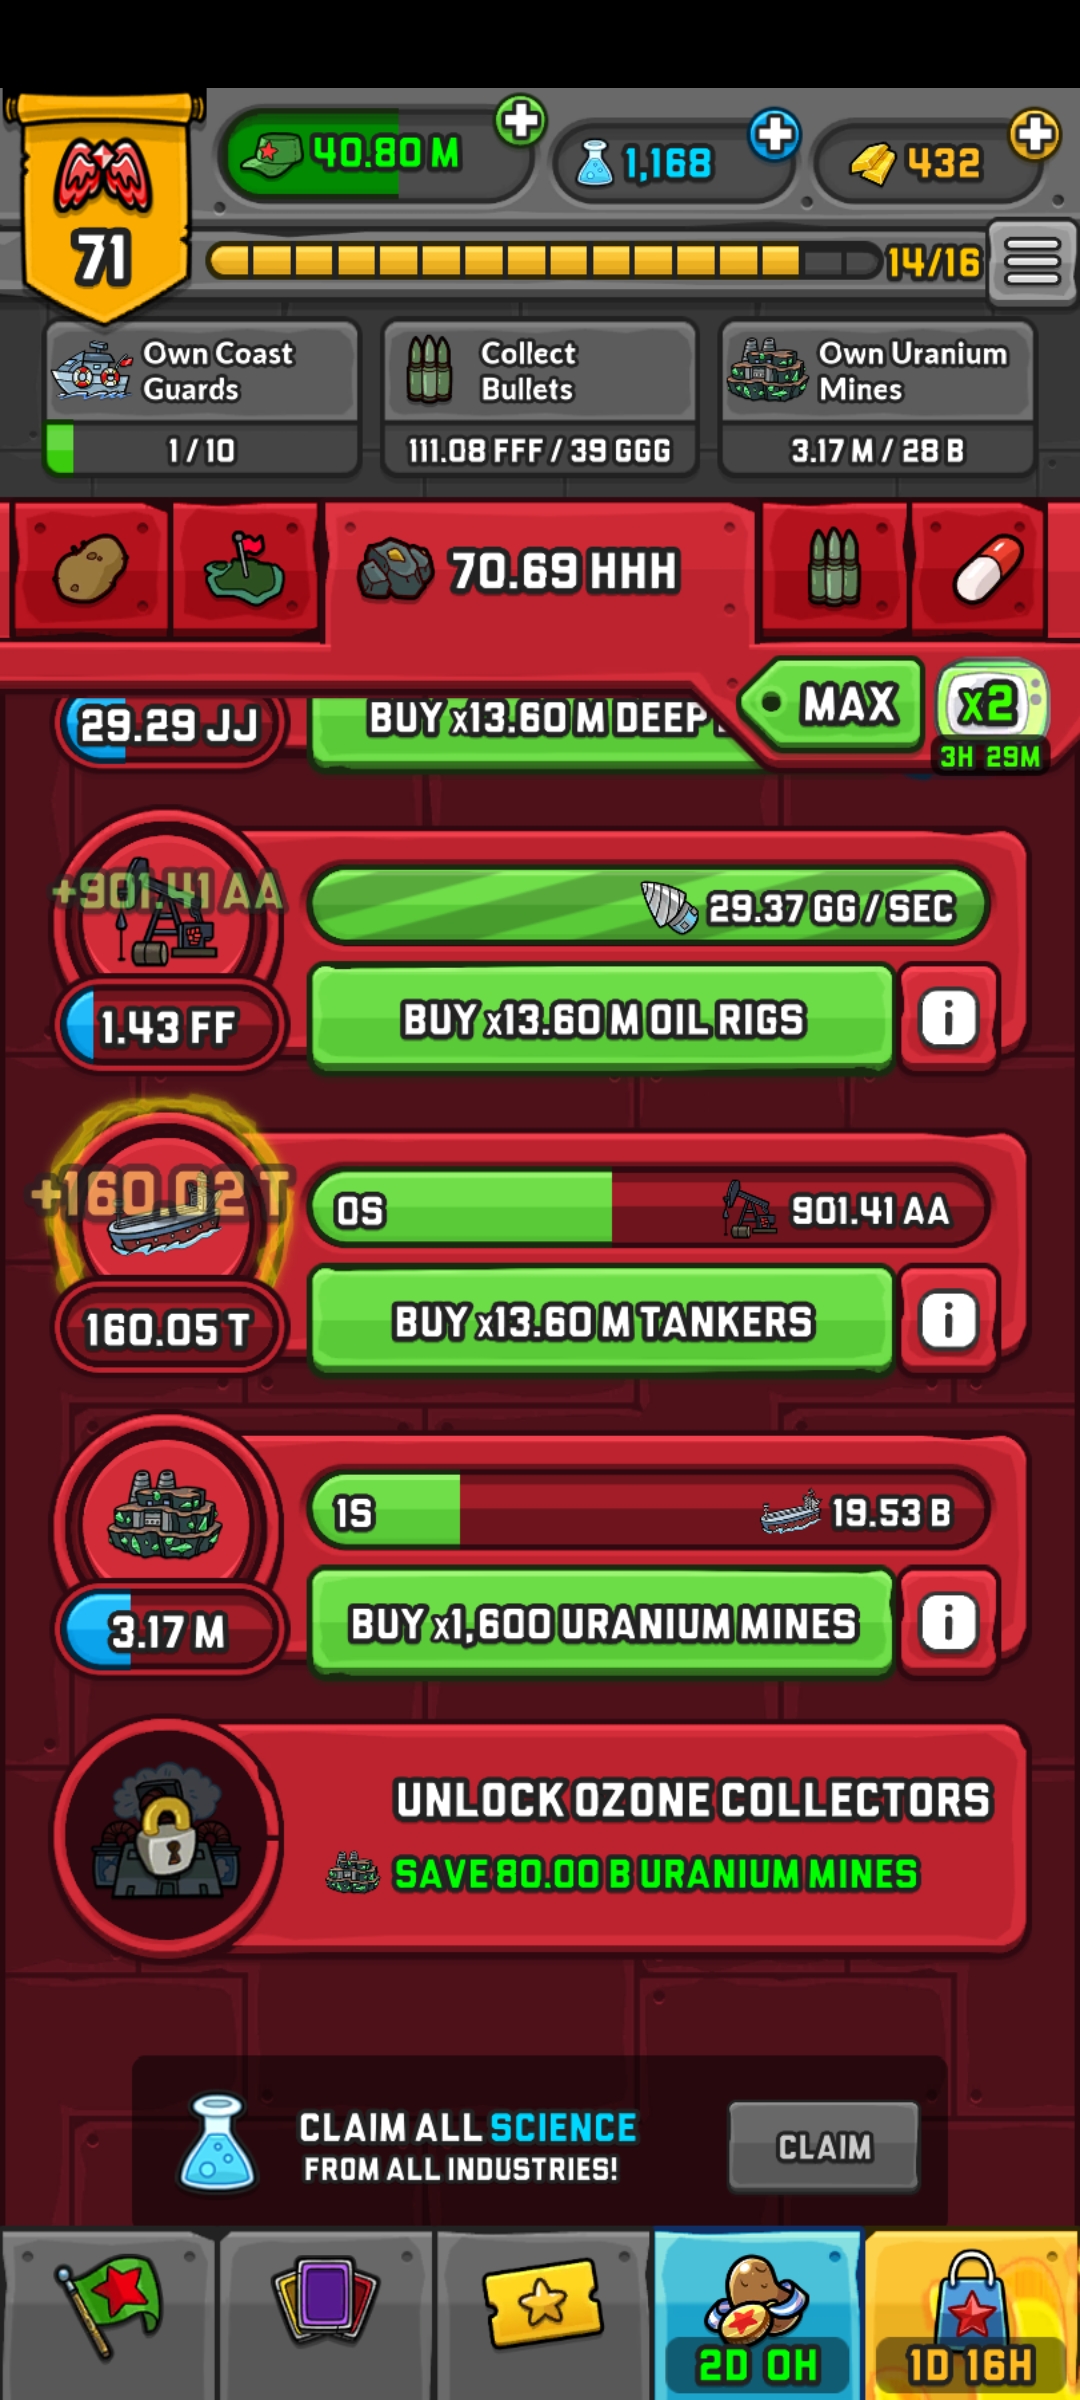 71
40.80 M
1,168
432
14/16
Own Coast
Guards
1 / 10
Collect
Bullets
111.08 FFF / 39 GGG
Own Uranium
Mines
3.17 M / 28 B
70.69 HHH
MAX
x2
3H 29M
29.29 JJ
BUY x13.60 M DEEP
+901.41 AA
29.37 GG / SEC
1.43 FF
BUY x13.60 M OIL RIGS
i
+160.02 T
0S
901.41 AA
160.05 T
BUY x13.60 M TANKERS
i
1S
19.53 B
3.17 M
BUY x1,600 URANIUM MINES
i
UNLOCK OZONE COLLECTORS
SAVE 80.00 B URANIUM MINES
CLAIM ALL SCIENCE
FROM ALL INDUSTRIES!
CLAIM
2D 0H
1D 16H